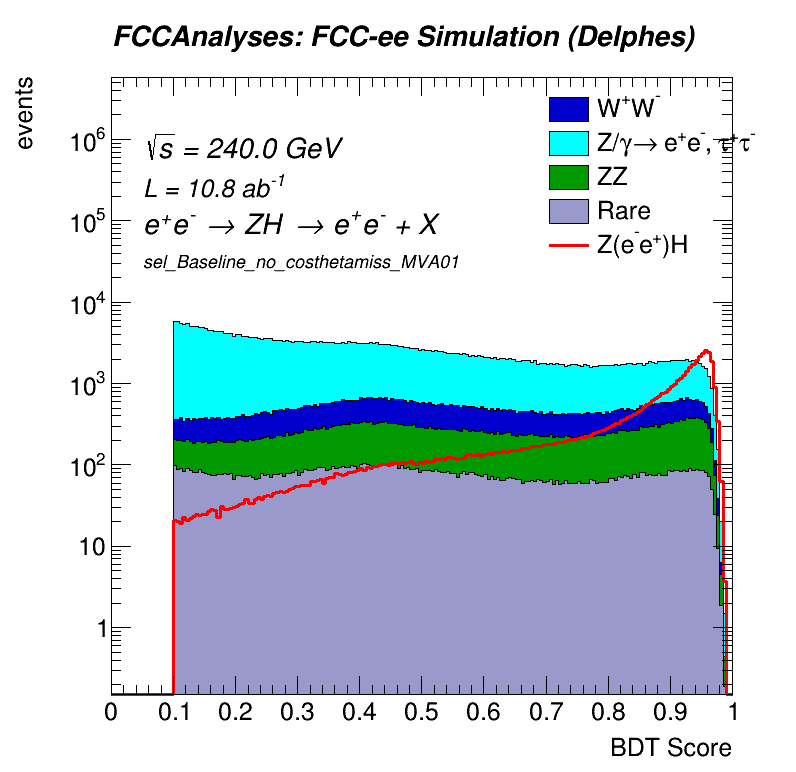 FCCAnalyses: FCC-ee Simulation (Delphes)
events
√s = 240.0 GeV
L = 10.8 ab⁻¹
e⁺e⁻ → ZH → e⁺e⁻ + X
sel_Baseline_no_costhetamiss_MVA01
W⁺W⁻
Z/γ→ e⁺e⁻, τ⁺τ⁻
ZZ
Rare
Z(e⁻e⁺)H
10⁶
10⁵
10⁴
10³
10²
10
1
0 0.1 0.2 0.3 0.4 0.5 0.6 0.7 0.8 0.9 1
BDT Score